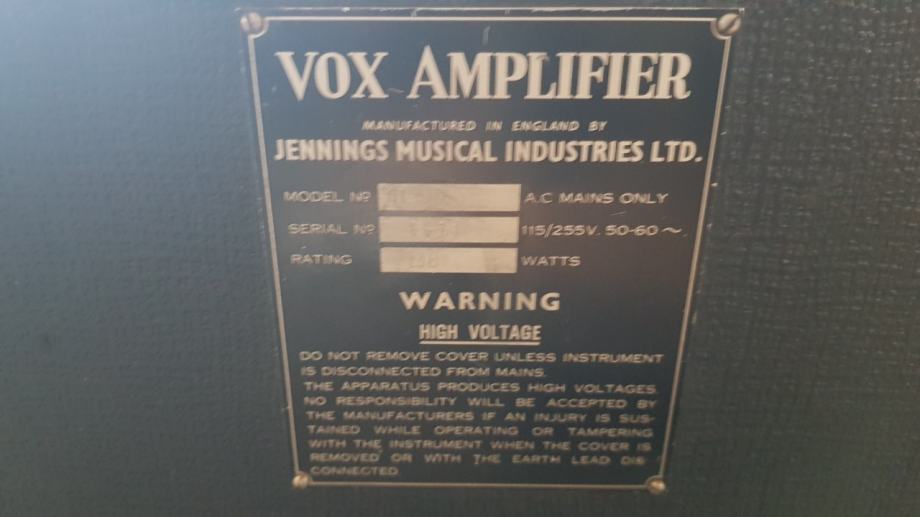 VOX AMPLIFIER
MANUFACTURED IN ENGLAND BY
JENNINGS MUSICAL INDUSTRIES LTD.
MODEL Nº A.C MAINS ONLY
SERIAL Nº 115/255V. 50-60 ~
RATING WATTS
WARNING
HIGH VOLTAGE
DO NOT REMOVE COVER UNLESS INSTRUMENT
IS DISCONNECTED FROM MAINS.
THE APPARATUS PRODUCES HIGH VOLTAGES.
NO RESPONSIBILITY WILL BE ACCEPTED BY
THE MANUFACTURERS IF AN INJURY IS SUS-
TAINED WHILE OPERATING OR TAMPERING
WITH THE INSTRUMENT WHEN THE COVER IS
REMOVED OR WITH THE EARTH LEAD DIS
CONNECTED